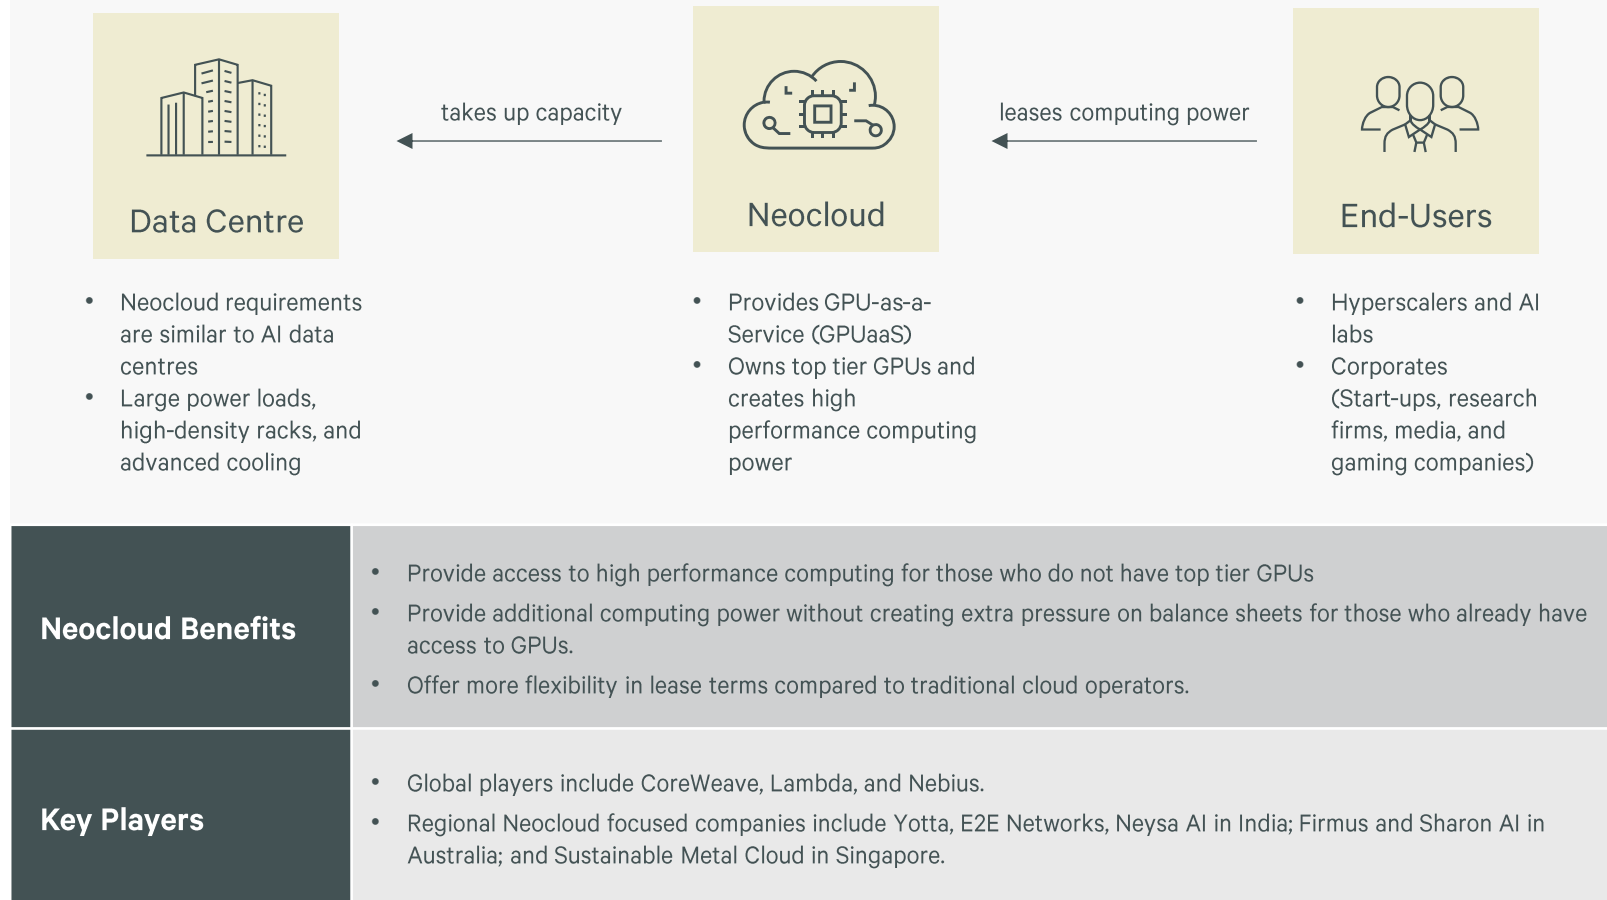 takes up capacity
leases computing power
Data Centre
Neocloud
End-Users
• Neocloud requirements
are similar to AI data
centres
• Large power loads,
high-density racks, and
advanced cooling
• Provides GPU-as-a-
Service (GPUaaS)
• Owns top tier GPUs and
creates high
performance computing
power
• Hyperscalers and AI
labs
• Corporates
(Start-ups, research
firms, media, and
gaming companies)
Neocloud Benefits
• Provide access to high performance computing for those who do not have top tier GPUs
• Provide additional computing power without creating extra pressure on balance sheets for those who already have
access to GPUs.
• Offer more flexibility in lease terms compared to traditional cloud operators.
Key Players
• Global players include CoreWeave, Lambda, and Nebius.
• Regional Neocloud focused companies include Yotta, E2E Networks, Neysa AI in India; Firmus and Sharon AI in
Australia; and Sustainable Metal Cloud in Singapore.